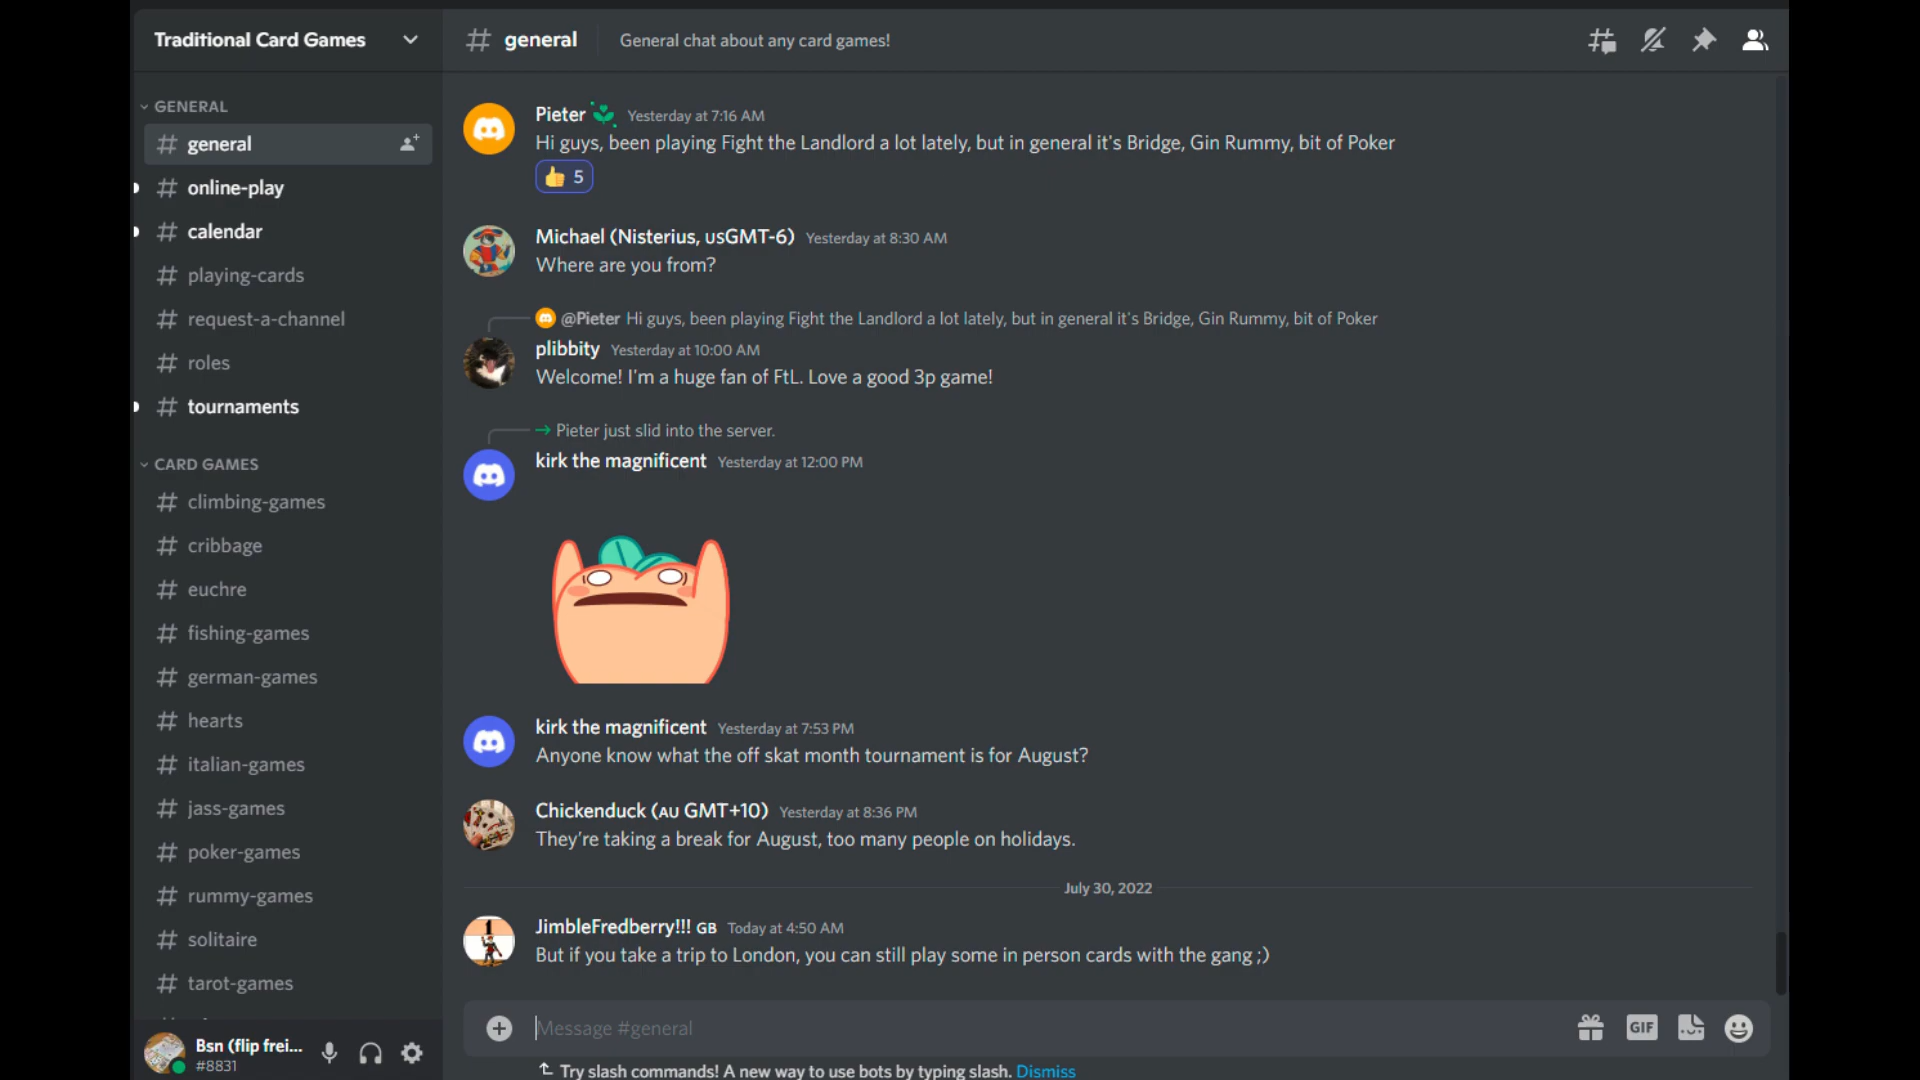 Traditional Card Games
general
General chat about any card games!
GENERAL
general
online-play
calendar
playing-cards
request-a-channel
roles
tournaments
CARD GAMES
climbing-games
cribbage
euchre
fishing-games
german-games
hearts
italian-games
jass-games
poker-games
rummy-games
solitaire
tarot-games
Bsn (flip frei...
#8831
Pieter Yesterday at 7:16 AM
Hi guys, been playing Fight the Landlord a lot lately, but in general it's Bridge, Gin Rummy, bit of Poker
5
Michael (Nisterius, ᴜsGMT-6) Yesterday at 8:30 AM
Where are you from?
@Pieter Hi guys, been playing Fight the Landlord a lot lately, but in general it's Bridge, Gin Rummy, bit of Poker
plibbity Yesterday at 10:00 AM
Welcome! I'm a huge fan of FtL. Love a good 3p game!
Pieter just slid into the server.
kirk the magnificent Yesterday at 12:00 PM
kirk the magnificent Yesterday at 7:53 PM
Anyone know what the off skat month tournament is for August?
Chickenduck (ᴀᴜ GMT+10) Yesterday at 8:36 PM
They're taking a break for August, too many people on holidays.
July 30, 2022
JimbleFredberry!!! ɢʙ Today at 4:50 AM
But if you take a trip to London, you can still play some in person cards with the gang ;)
Message #general
GIF
Try slash commands! A new way to use bots by typing slash. Dismiss